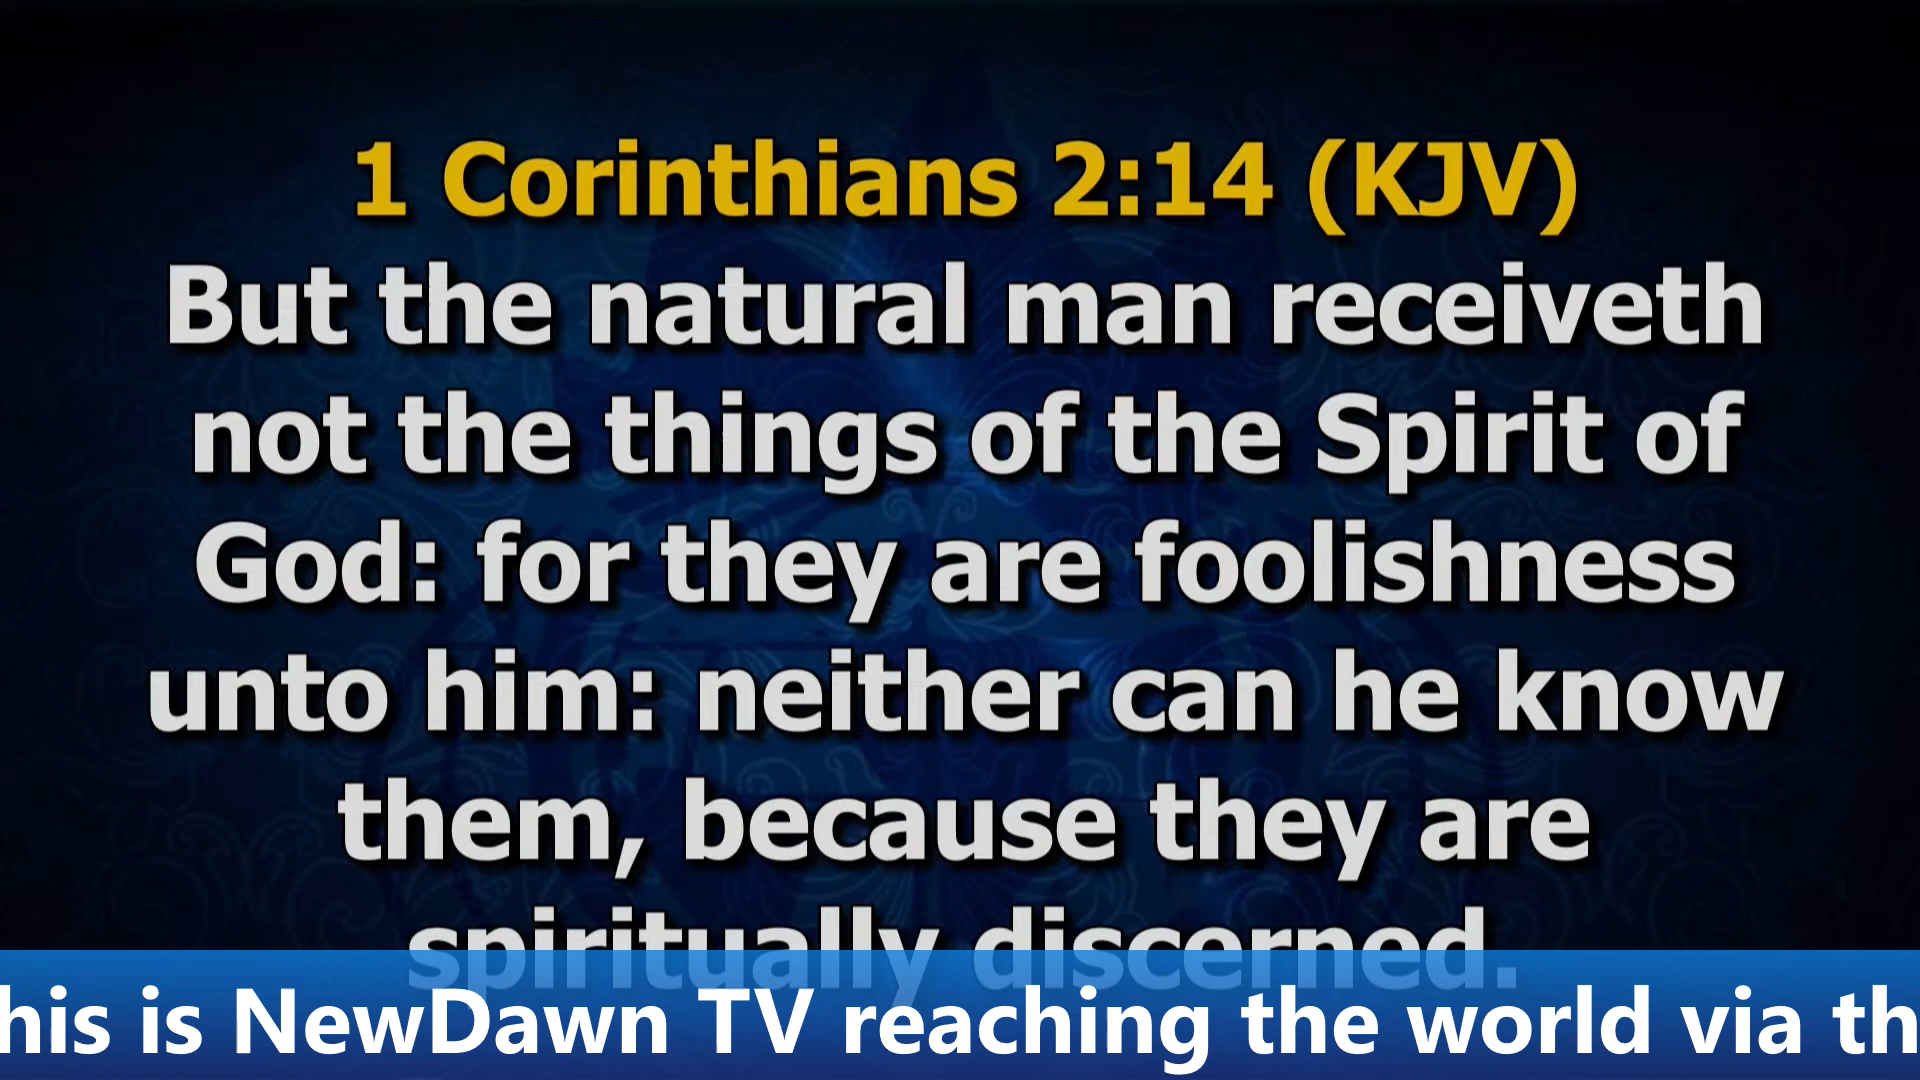 1 Corinthians 2:14 (KJV)
But the natural man receiveth
not the things of the Spirit of
God: for they are foolishness
unto him: neither can he know
them, because they are
spiritually discerned.
his is NewDawn TV reaching the world via th